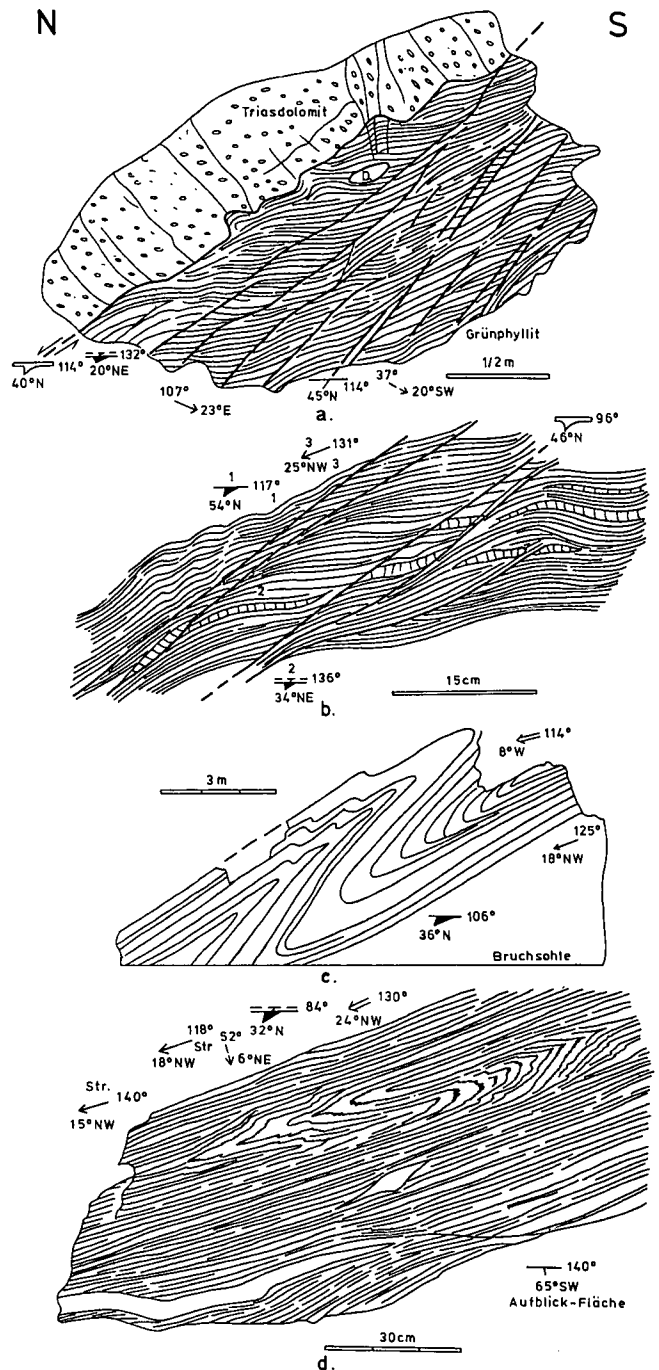 N S
Triasdolomit
D
Grünphyllit
114° 132° 114° 37°
40°N 20°NE 107° 45°N 20°SW
23°E 1/2 m
a.
96°
46°N
3 131°
25°NW 3
1 117°
54°N 1
2
2 136°
34°NE 15cm
b.
114°
8°W
3 m
125°
18°NW
106°
36°N
Bruchsohle
c.
84° 130°
32°N 24°NW
118° S2°
Str
18°NW 6°NE
Str.
140°
15°NW
140°
65°SW
Aufblick-Fläche
30cm
d.